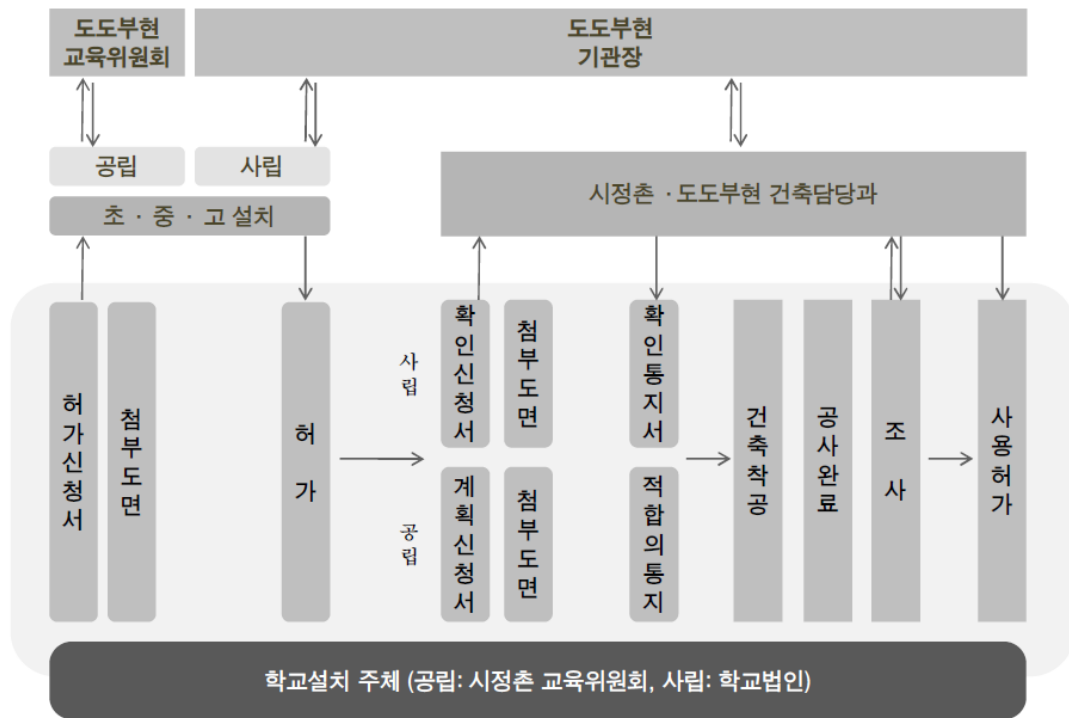 도도부현
교육위원회
도도부현
기관장
공립
사립
초 · 중 · 고 설치
시정촌 · 도도부현 건축담당과
허가신청서
첨부도면
허가
사립
확인신청서
첨부도면
확인통지서
공립
계획신청서
첨부도면
적합의통지
건축착공
공사완료
조사
사용허가
학교설치 주체 (공립: 시정촌 교육위원회, 사립: 학교법인)